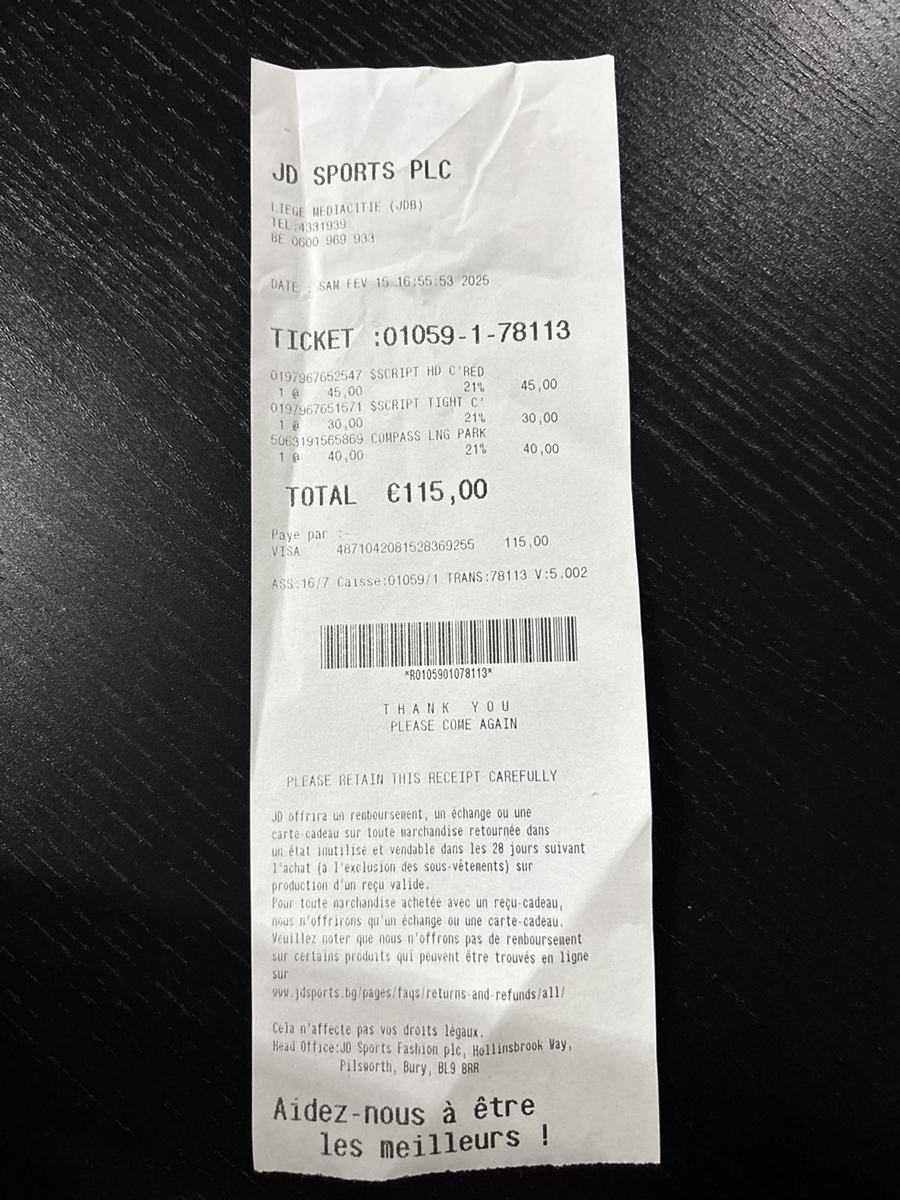 JD SPORTS PLC
LIEGE MEDIACITIE (JDB)
TEL:4331939
BE 0600 969 933
DATE : SAM FEV 15 16:55:53 2025
TICKET :01059-1-78113
0197967652547 $SCRIPT HD C'RED
1 @ 45,00 21% 45,00
0197967651571 $SCRIPT TIGHT C'
1 @ 30,00 21% 30,00
5063191565869 COMPASS LNG PARK
1 @ 40,00 21% 40,00
TOTAL €115,00
Paye par :-
VISA 4871042081528369255 115,00
ASS:16/7 Caisse:01059/1 TRANS:78113 V:5.002
*R0105901078113*
THANK YOU
PLEASE COME AGAIN
PLEASE RETAIN THIS RECEIPT CAREFULLY
JD offrira un remboursement, un échange ou une
carte-cadeau sur toute marchandise retournée dans
un état inutilisé et vendable dans les 28 jours suivant
l'achat (à l'exclusion des sous-vêtements) sur
production d'un reçu valide.
Pour toute marchandise achetée avec un reçu-cadeau,
nous n'offrirons qu'un échange ou une carte-cadeau.
Veuillez noter que nous n'offrons pas de remboursement
sur certains produits qui peuvent être trouvés en ligne
sur
www.jdsports.bg/pages/faqs/returns-and-refunds/all/
Cela n'affecte pas vos droits légaux.
Head Office:JD Sports Fashion plc, Hollinsbrook Way,
Pilsworth, Bury, BL9 8RR
Aidez-nous à être
les meilleurs !